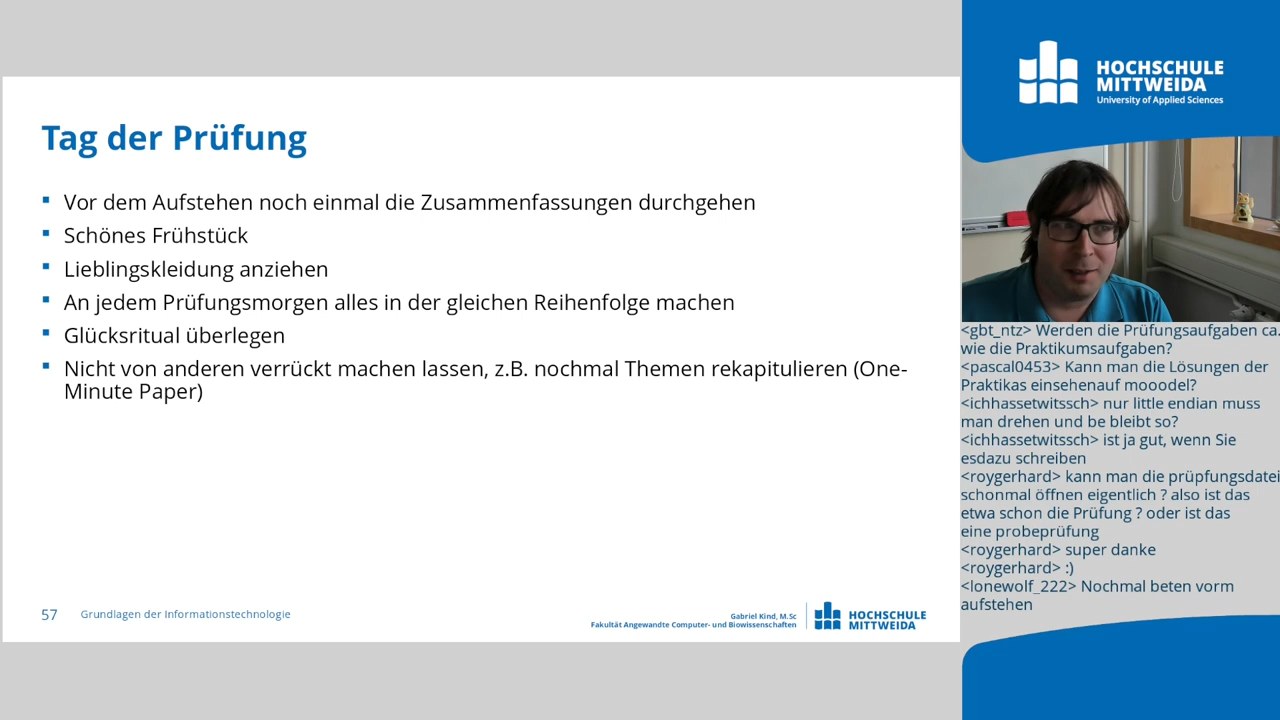 Tag der Prüfung
Vor dem Aufstehen noch einmal die Zusammenfassungen durchgehen
Schönes Frühstück
Lieblingskleidung anziehen
An jedem Prüfungsmorgen alles in der gleichen Reihenfolge machen
Glücksritual überlegen
Nicht von anderen verrückt machen lassen, z.B. nochmal Themen rekapitulieren (One-
Minute Paper)
57
Grundlagen der Informationstechnologie
Gabriel Kind, M.Sc
Fakultät Angewandte Computer- und Biowissenschaften
HOCHSCHULE
MITTWEIDA
HOCHSCHULE
MITTWEIDA
University of Applied Sciences
<gbt_ntz> Werden die Prüfungsaufgaben ca.
wie die Praktikumsaufgaben?
<pascal0453> Kann man die Lösungen der
Praktikas einsehenauf mooodel?
<ichhassetwitssch> nur little endian muss
man drehen und be bleibt so?
<ichhassetwitssch> ist ja gut, wenn Sie
esdazu schreiben
<roygerhard> kann man die prüpfungsdatei
schonmal öffnen eigentlich ? also ist das
etwa schon die Prüfung ? oder ist das
eine probeprüfung
<roygerhard> super danke
<roygerhard> :)
<lonewolf_222> Nochmal beten vorm
aufstehen